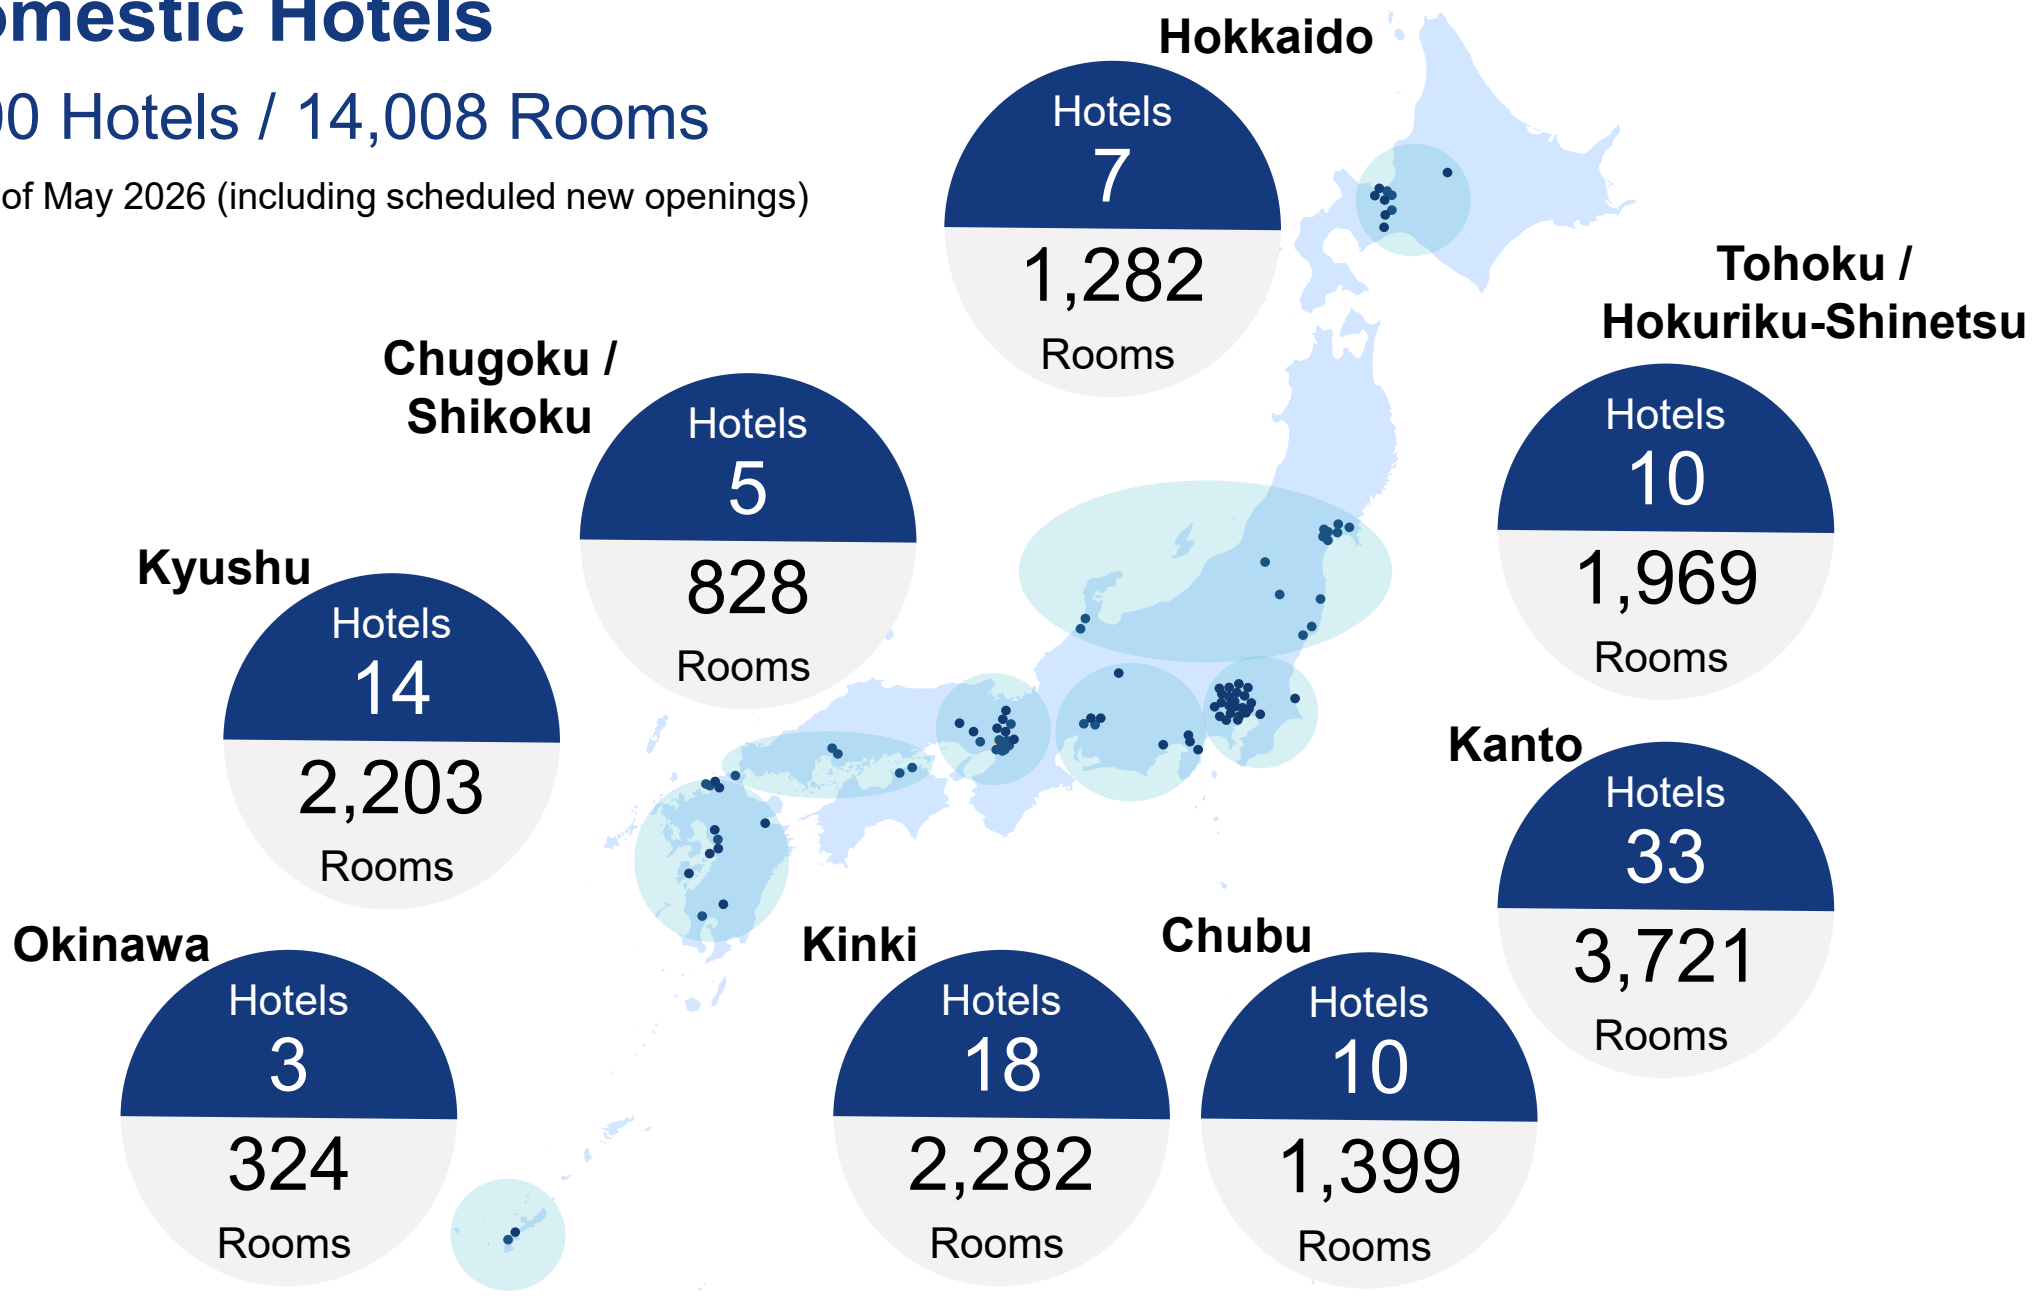 omestic Hotels
00 Hotels / 14,008 Rooms
of May 2026 (including scheduled new openings)
Hokkaido
Hotels
7
1,282
Rooms
Tohoku /
Hokuriku-Shinetsu
Hotels
10
1,969
Rooms
Chugoku /
Shikoku
Hotels
5
828
Rooms
Kyushu
Hotels
14
2,203
Rooms
Kanto
Hotels
33
3,721
Rooms
Okinawa
Hotels
3
324
Rooms
Kinki
Hotels
18
2,282
Rooms
Chubu
Hotels
10
1,399
Rooms